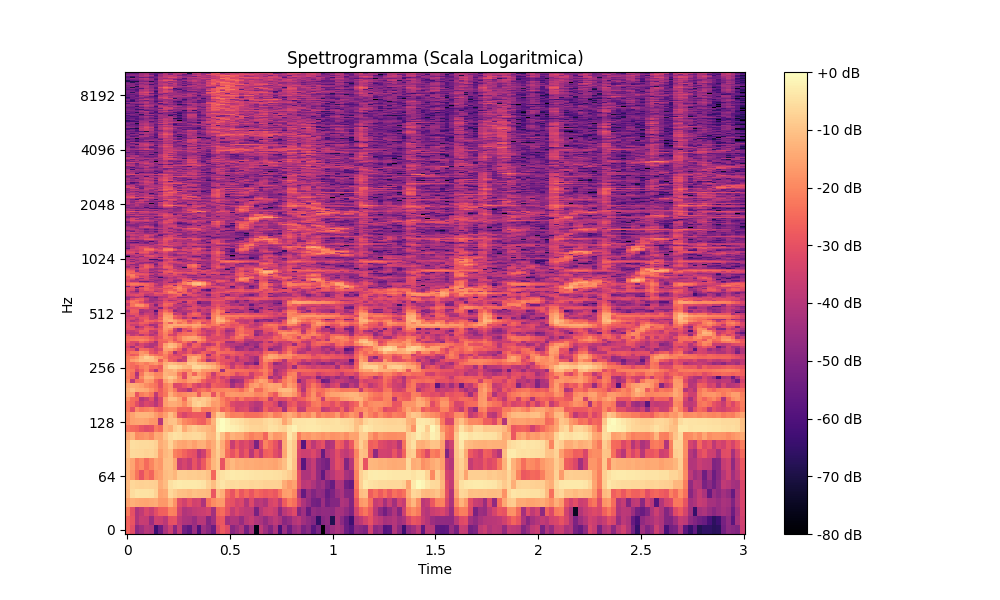 Spettrogramma (Scala Logaritmica)
8192
4096
2048
1024
512
256
128
64
0
Hz
0
0.5
1
1.5
2
2.5
3
Time
+0 dB
-10 dB
-20 dB
-30 dB
-40 dB
-50 dB
-60 dB
-70 dB
-80 dB